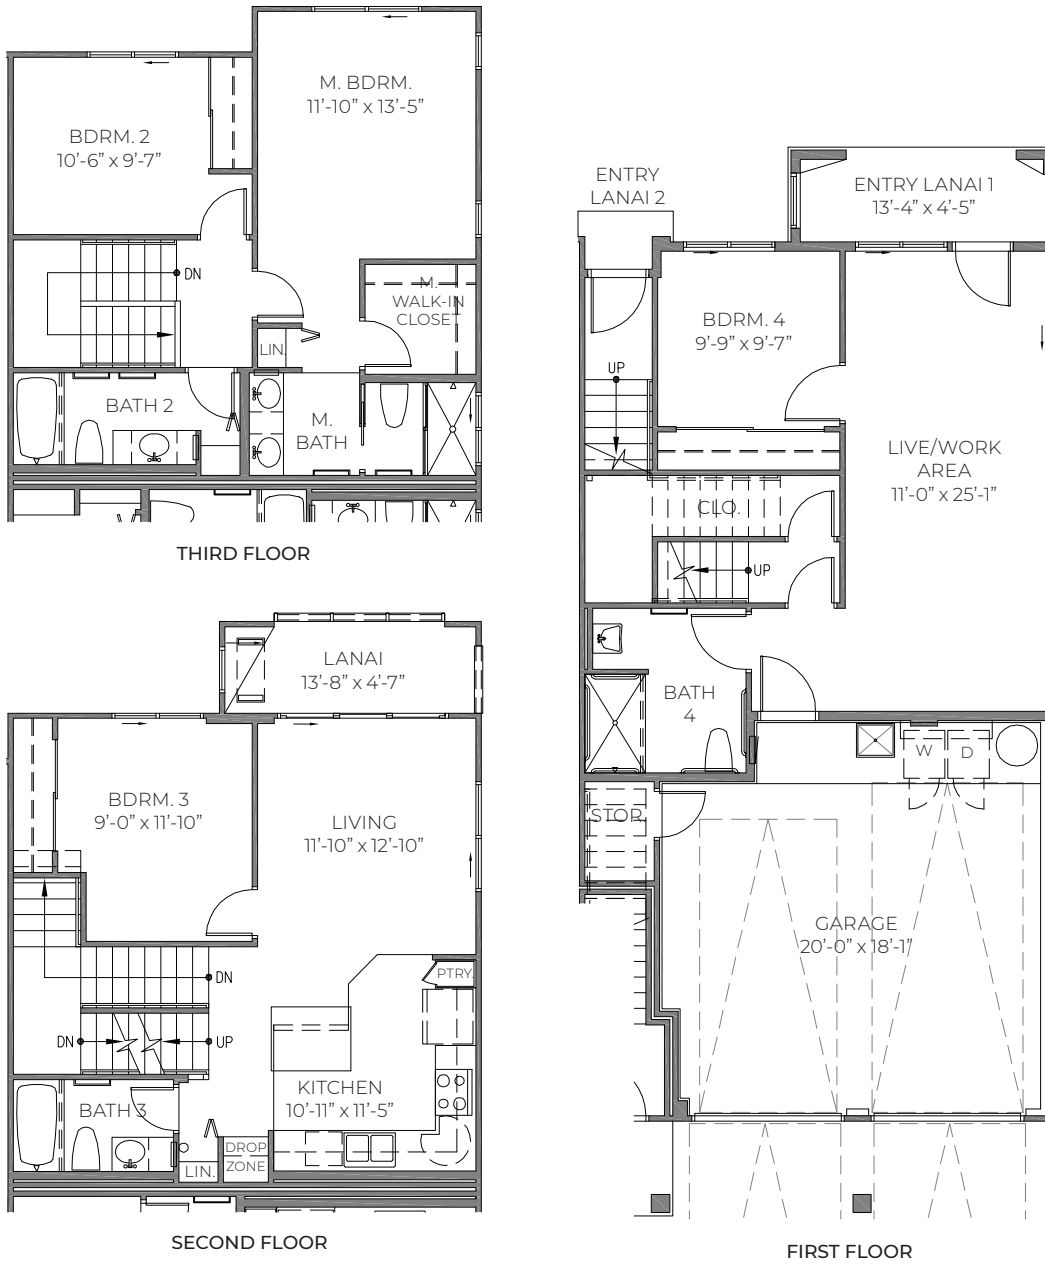 M. BDRM.
11’-10” x 13’-5”
BDRM. 2
10’-6” x 9’-7”
DN
M.
WALK-IN
CLOSET
LIN.
BATH 2
M.
BATH
THIRD FLOOR
LANAI
13’-8” x 4’-7”
BDRM. 3
9’-0” x 11’-10”
LIVING
11’-10” x 12’-10”
PTRY.
DN
DN
UP
KITCHEN
10’-11” x 11’-5”
BATH 3
DROP
ZONE
LIN.
SECOND FLOOR
ENTRY
LANAI 2
ENTRY LANAI 1
13’-4” x 4’-5”
BDRM. 4
9’-9” x 9’-7”
UP
LIVE/WORK
AREA
11’-0” x 25’-1”
CLO.
UP
BATH
4
W
D
STOR.
GARAGE
20’-0” x 18’-1”
FIRST FLOOR